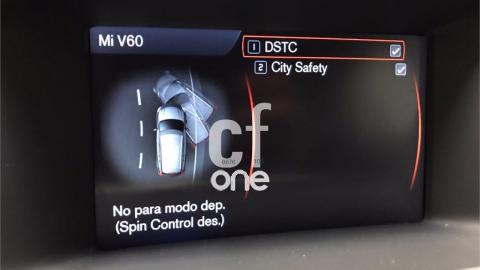 Mi V60
1 DSTC
2 City Safety
cf
one
No para modo dep.
(Spin Control des.)